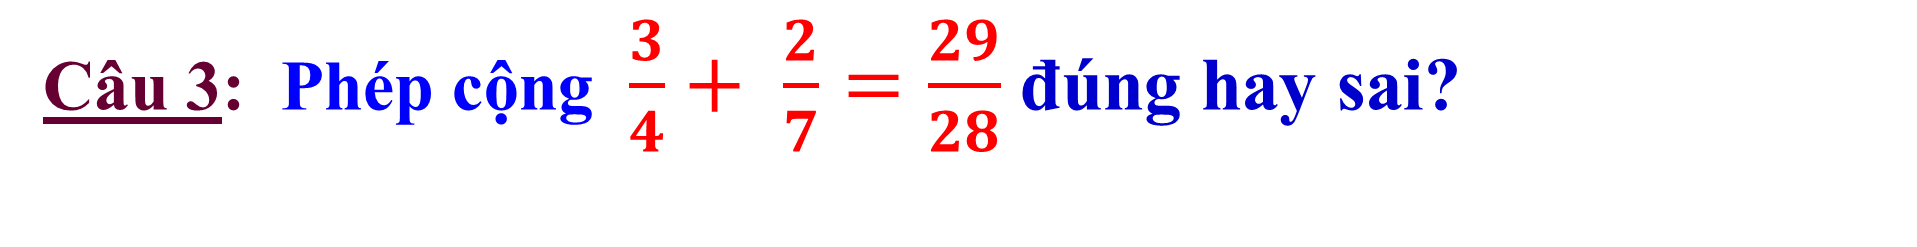 Câu 3: Phép cộng 3/4 + 2/7 = 29/28 đúng hay sai?